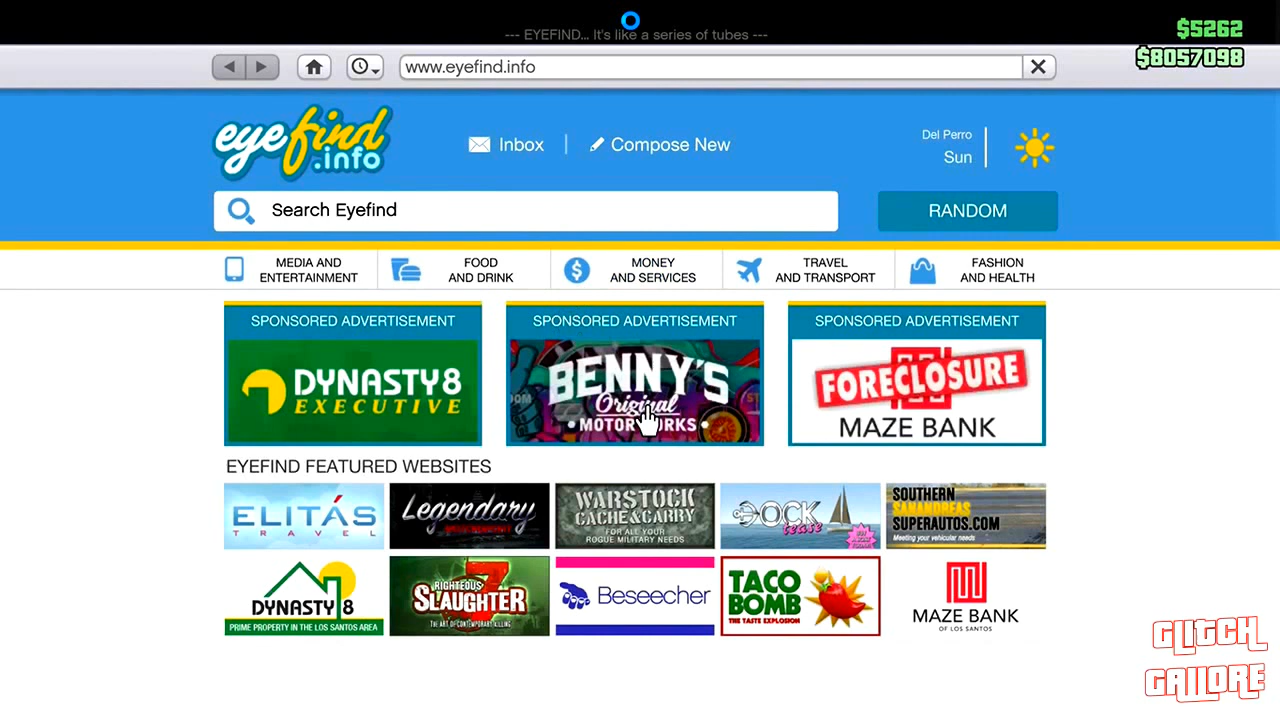 --- EYEFIND... It's like a series of tubes ---
$5262
$8057098
www.eyefind.info
eyefind
.info
Inbox
Compose New
Del Perro
Sun
Search Eyefind
RANDOM
MEDIA AND
ENTERTAINMENT
FOOD
AND DRINK
MONEY
AND SERVICES
TRAVEL
AND TRANSPORT
FASHION
AND HEALTH
SPONSORED ADVERTISEMENT
DYNASTY 8
EXECUTIVE
SPONSORED ADVERTISEMENT
BENNY'S
Original
SPONSORED ADVERTISEMENT
FORECLOSURE
MAZE BANK
EYEFIND FEATURED WEBSITES
ELITÁS
TRAVEL
Legendary
WARSTOCK
CACHE&CARRY
FOR ALL YOUR
ROGUE MILITARY NEEDS
DOCK
tease
SOUTHERN
SANANDREAS
SUPERAUTOS.COM
Meeting your vehicular needs
DYNASTY 8
PRIME PROPERTY IN THE LOS SANTOS AREA
RIGHTEOUS
SLAUGHTER
7
THE ART OF CONTEMPORARY KILLING
Beseecher
TACO
BOMB
THE TASTE EXPLOSION
MAZE BANK
OF LOS SANTOS
GLITCH
GALLORE